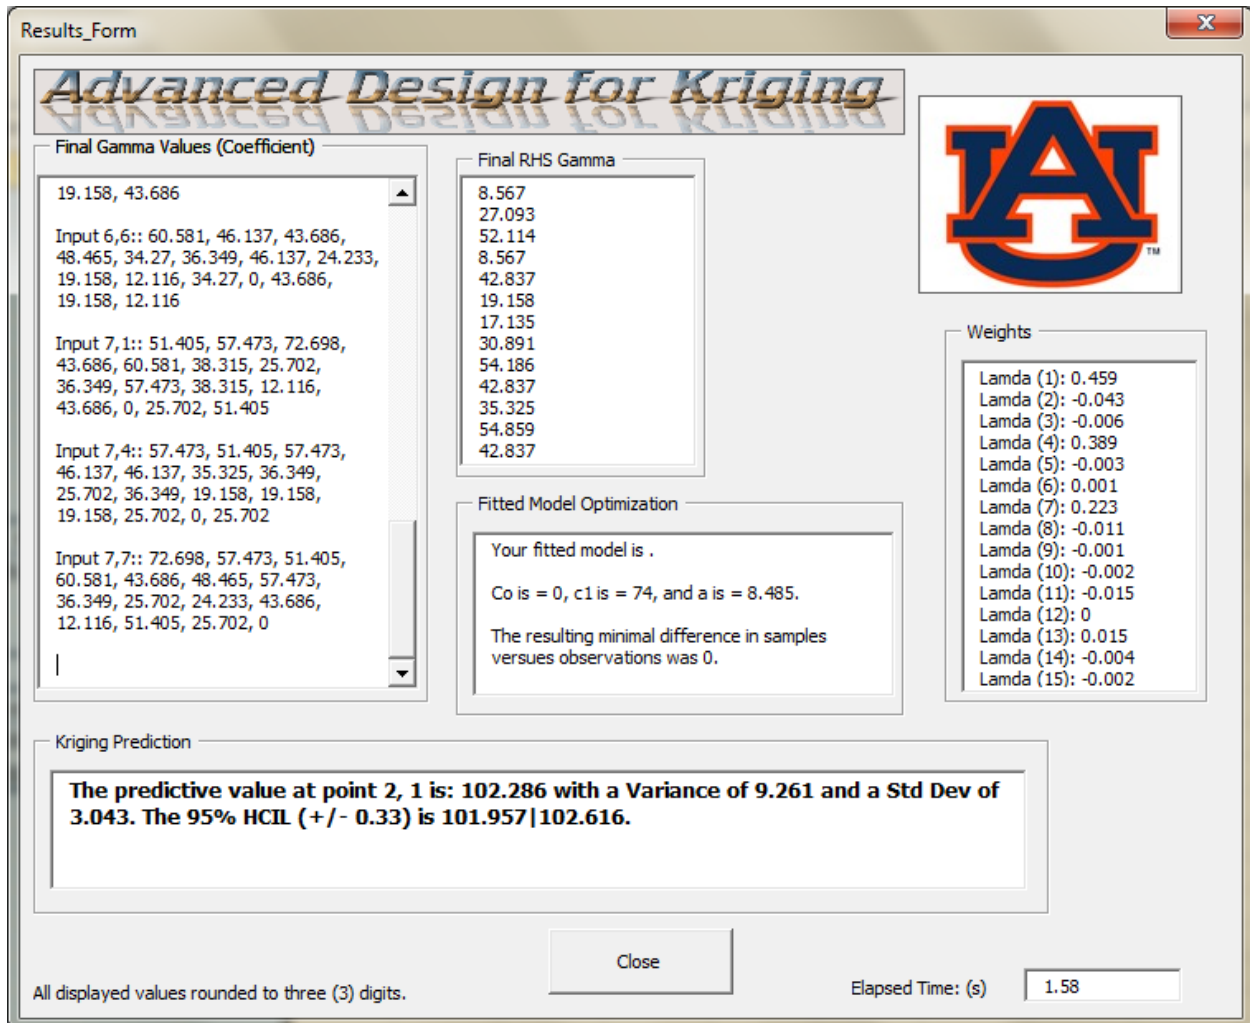 Results_Form
Advanced Design for Kriging
Final Gamma Values (Coefficient)
19.158, 43.686
Input 6,6:: 60.581, 46.137, 43.686,
48.465, 34.27, 36.349, 46.137, 24.233,
19.158, 12.116, 34.27, 0, 43.686,
19.158, 12.116
Input 7,1:: 51.405, 57.473, 72.698,
43.686, 60.581, 38.315, 25.702,
36.349, 57.473, 38.315, 12.116,
43.686, 0, 25.702, 51.405
Input 7,4:: 57.473, 51.405, 57.473,
46.137, 46.137, 35.325, 36.349,
25.702, 36.349, 19.158, 19.158,
19.158, 25.702, 0, 25.702
Input 7,7:: 72.698, 57.473, 51.405,
60.581, 43.686, 48.465, 57.473,
36.349, 25.702, 24.233, 43.686,
12.116, 51.405, 25.702, 0
Final RHS Gamma
8.567
27.093
52.114
8.567
42.837
19.158
17.135
30.891
54.186
42.837
35.325
54.859
42.837
Fitted Model Optimization
Your fitted model is .
Co is = 0, c1 is = 74, and a is = 8.485.
The resulting minimal difference in samples
versues observations was 0.
AU
TM
Weights
Lamda (1): 0.459
Lamda (2): -0.043
Lamda (3): -0.006
Lamda (4): 0.389
Lamda (5): -0.003
Lamda (6): 0.001
Lamda (7): 0.223
Lamda (8): -0.011
Lamda (9): -0.001
Lamda (10): -0.002
Lamda (11): -0.015
Lamda (12): 0
Lamda (13): 0.015
Lamda (14): -0.004
Lamda (15): -0.002
Kriging Prediction
The predictive value at point 2, 1 is: 102.286 with a Variance of 9.261 and a Std Dev of
3.043. The 95% HCIL (+/- 0.33) is 101.957|102.616.
Close
All displayed values rounded to three (3) digits.
Elapsed Time: (s)
1.58